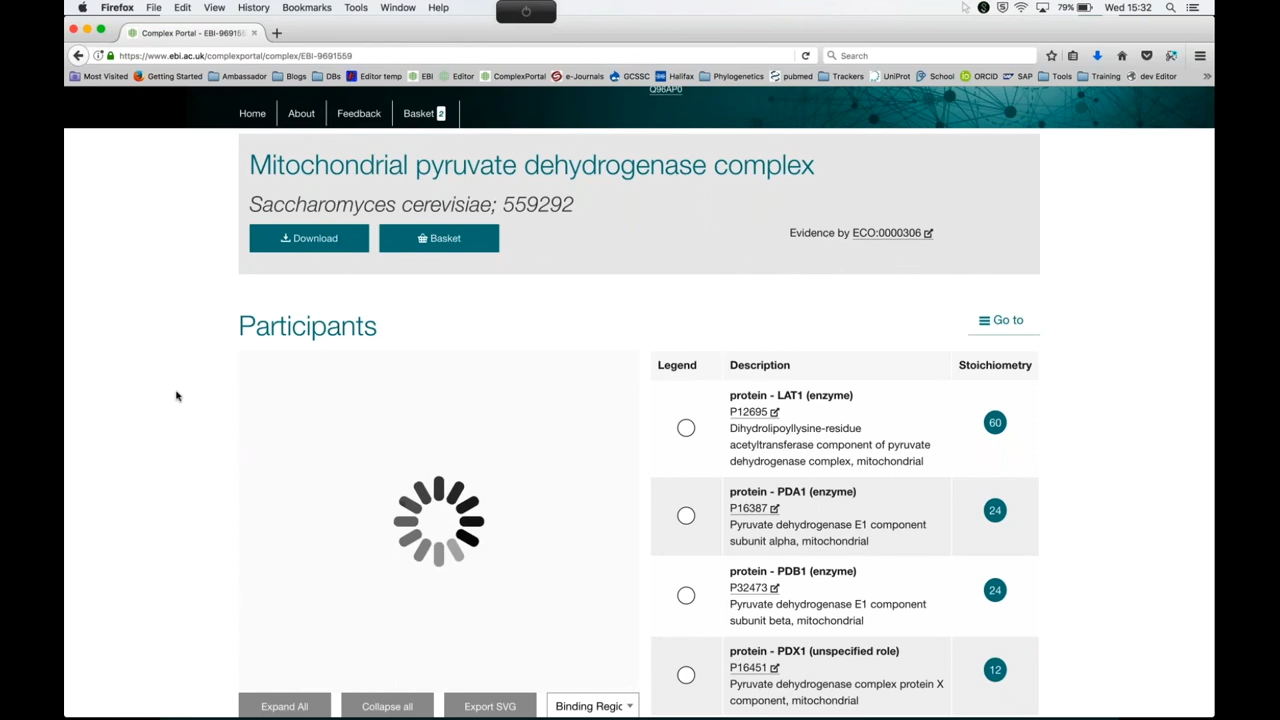 Firefox File Edit View History Bookmarks Tools Window Help 79% Wed 15:32
Complex Portal - EBI-969155
https://www.ebi.ac.uk/complexportal/complex/EBI-9691559 Search
Most Visited Getting Started Ambassador Blogs DBs Editor temp EBI Editor ComplexPortal e-Journals GCSSC Halifax Phylogenetics pubmed Trackers UniProt School ORCID SAP Tools Training dev Editor
Q96AP0
Home About Feedback Basket 2
Mitochondrial pyruvate dehydrogenase complex
Saccharomyces cerevisiae; 559292
Download Basket Evidence by ECO:0000306
Participants Go to
Legend Description Stoichiometry
protein - LAT1 (enzyme)
P12695
Dihydrolipoyllysine-residue
acetyltransferase component of pyruvate
dehydrogenase complex, mitochondrial
60
protein - PDA1 (enzyme)
P16387
Pyruvate dehydrogenase E1 component
subunit alpha, mitochondrial
24
protein - PDB1 (enzyme)
P32473
Pyruvate dehydrogenase E1 component
subunit beta, mitochondrial
24
protein - PDX1 (unspecified role)
P16451
Pyruvate dehydrogenase complex protein X
component, mitochondrial
12
Expand All Collapse all Export SVG Binding Regic